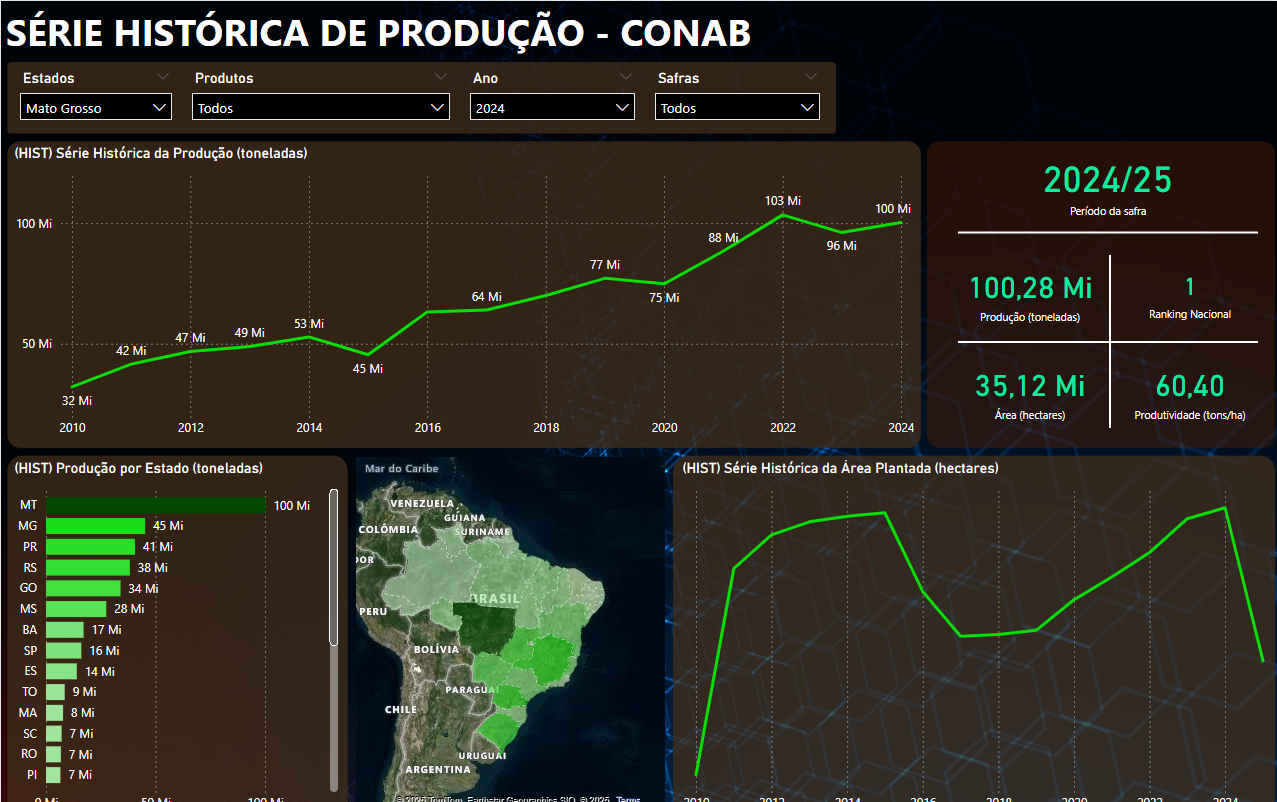 SÉRIE HISTÓRICA DE PRODUÇÃO - CONAB
Estados
Produtos
Ano
Safras
Mato Grosso
Todos
2024
Todos
(HIST) Série Histórica da Produção (toneladas)
100 Mi
50 Mi
32 Mi
42 Mi
47 Mi
49 Mi
53 Mi
45 Mi
64 Mi
77 Mi
75 Mi
88 Mi
103 Mi
96 Mi
100 Mi
2010
2012
2014
2016
2018
2020
2022
2024
2024/25
Período da safra
100,28 Mi
Produção (toneladas)
1
Ranking Nacional
35,12 Mi
Área (hectares)
60,40
Produtividade (tons/ha)
(HIST) Produção por Estado (toneladas)
MT 100 Mi
MG 45 Mi
PR 41 Mi
RS 38 Mi
GO 34 Mi
MS 28 Mi
BA 17 Mi
SP 16 Mi
ES 14 Mi
TO 9 Mi
MA 8 Mi
SC 7 Mi
RO 7 Mi
PI 7 Mi
0 Mi
50 Mi
100 Mi
Mar do Caribe
VENEZUELA
GUIANA
COLÔMBIA
SURINAME
DOR
BRASIL
PERU
BOLÍVIA
PARAGUAI
CHILE
URUGUAI
ARGENTINA
© 2025 TomTom, Earthstar Geographics SIO, © 2025 Terms
(HIST) Série Histórica da Área Plantada (hectares)
2010
2012
2014
2016
2018
2020
2022
2024